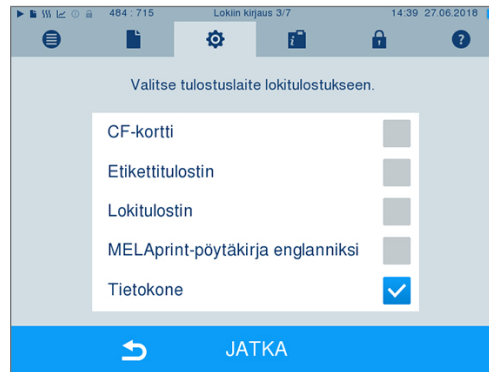 484 : 715 Lokiin kirjaus 3/7 14:39 27.06.2018
Valitse tulostuslaite lokitulostukseen.
CF-kortti
Etikettitulostin
Lokitulostin
MELAprint-pöytäkirja englanniksi
Tietokone
JATKA